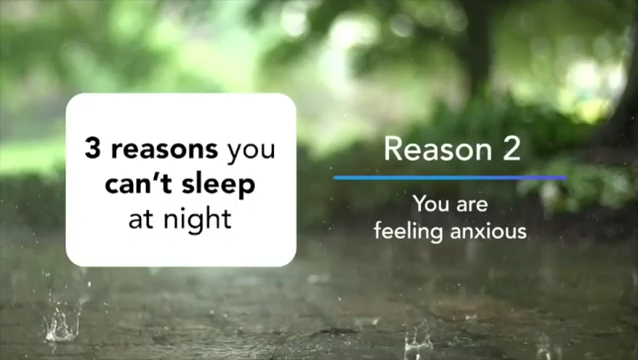 3 reasons you
can't sleep
at night
Reason 2
You are
feeling anxious